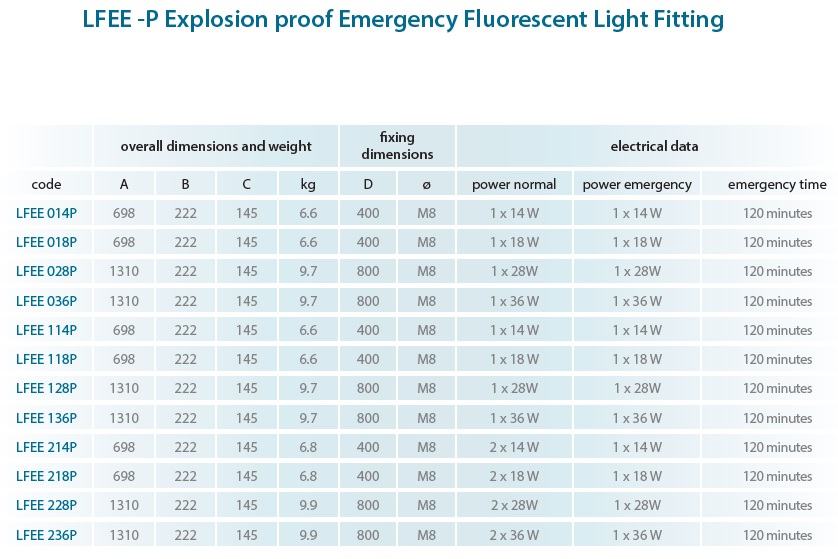 LFEE -P Explosion proof Emergency Fluorescent Light Fitting
overall dimensions and weight fixing dimensions electrical data
code A B C kg D ø power normal power emergency emergency time
LFEE 014P 698 222 145 6.6 400 M8 1 x 14 W 1 x 14 W 120 minutes
LFEE 018P 698 222 145 6.6 400 M8 1 x 18 W 1 x 18 W 120 minutes
LFEE 028P 1310 222 145 9.7 800 M8 1 x 28W 1 x 28W 120 minutes
LFEE 036P 1310 222 145 9.7 800 M8 1 x 36 W 1 x 36 W 120 minutes
LFEE 114P 698 222 145 6.6 400 M8 1 x 14 W 1 x 14 W 120 minutes
LFEE 118P 698 222 145 6.6 400 M8 1 x 18 W 1 x 18 W 120 minutes
LFEE 128P 1310 222 145 9.7 800 M8 1 x 28W 1 x 28W 120 minutes
LFEE 136P 1310 222 145 9.7 800 M8 1 x 36 W 1 x 36 W 120 minutes
LFEE 214P 698 222 145 6.8 400 M8 2 x 14 W 1 x 14 W 120 minutes
LFEE 218P 698 222 145 6.8 400 M8 2 x 18 W 1 x 18 W 120 minutes
LFEE 228P 1310 222 145 9.9 800 M8 2 x 28W 1 x 28W 120 minutes
LFEE 236P 1310 222 145 9.9 800 M8 2 x 36 W 1 x 36 W 120 minutes